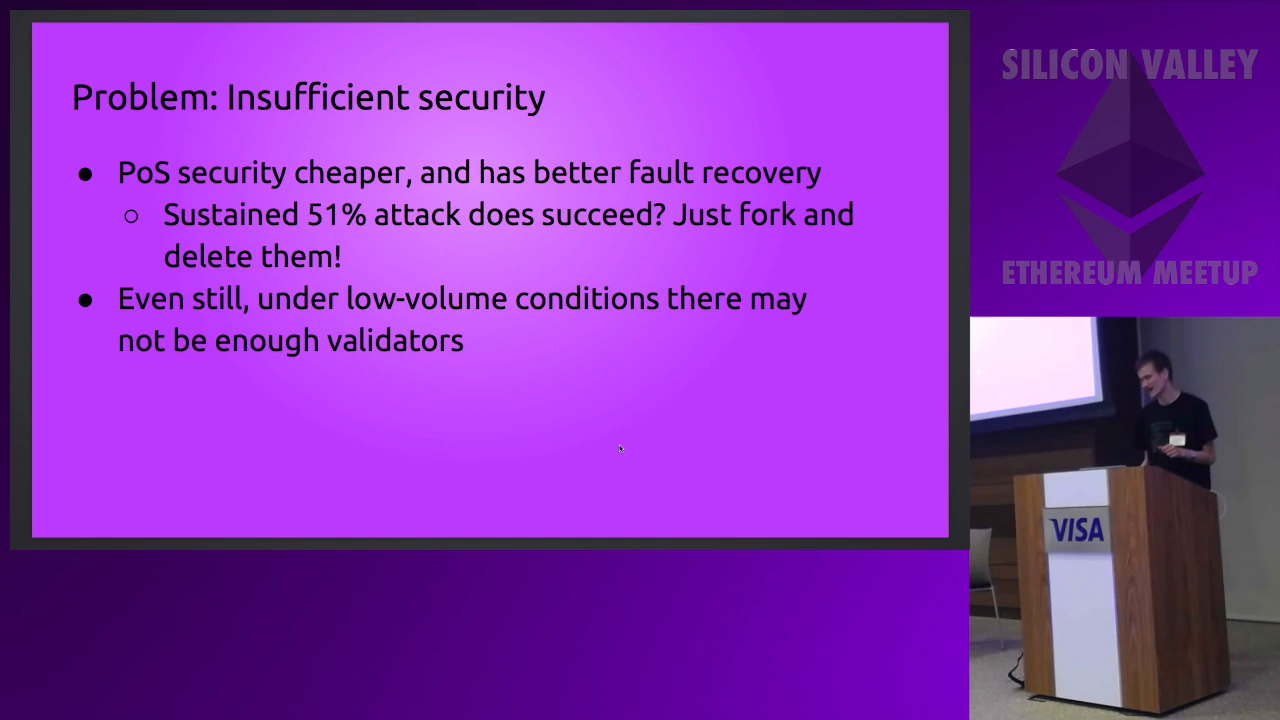 Problem: Insufficient security
● PoS security cheaper, and has better fault recovery
○ Sustained 51% attack does succeed? Just fork and
delete them!
● Even still, under low-volume conditions there may
not be enough validators
SILICON VALLEY
ETHEREUM MEETUP
VISA